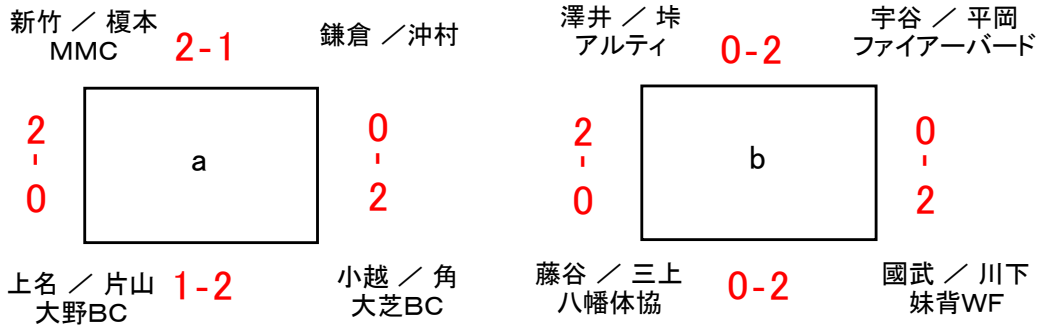 新竹 ／ 榎本
MMC
2-1
鎌倉 ／沖村
2
-
0
a
0
-
2
上名 ／ 片山
大野BC
1-2
小越 ／ 角
大芝BC
澤井 ／ 垰
アルティ
0-2
宇谷 ／ 平岡
ファイアーバード
2
-
0
b
0
-
2
藤谷 ／ 三上
八幡体協
0-2
國武 ／ 川下
妹背WF